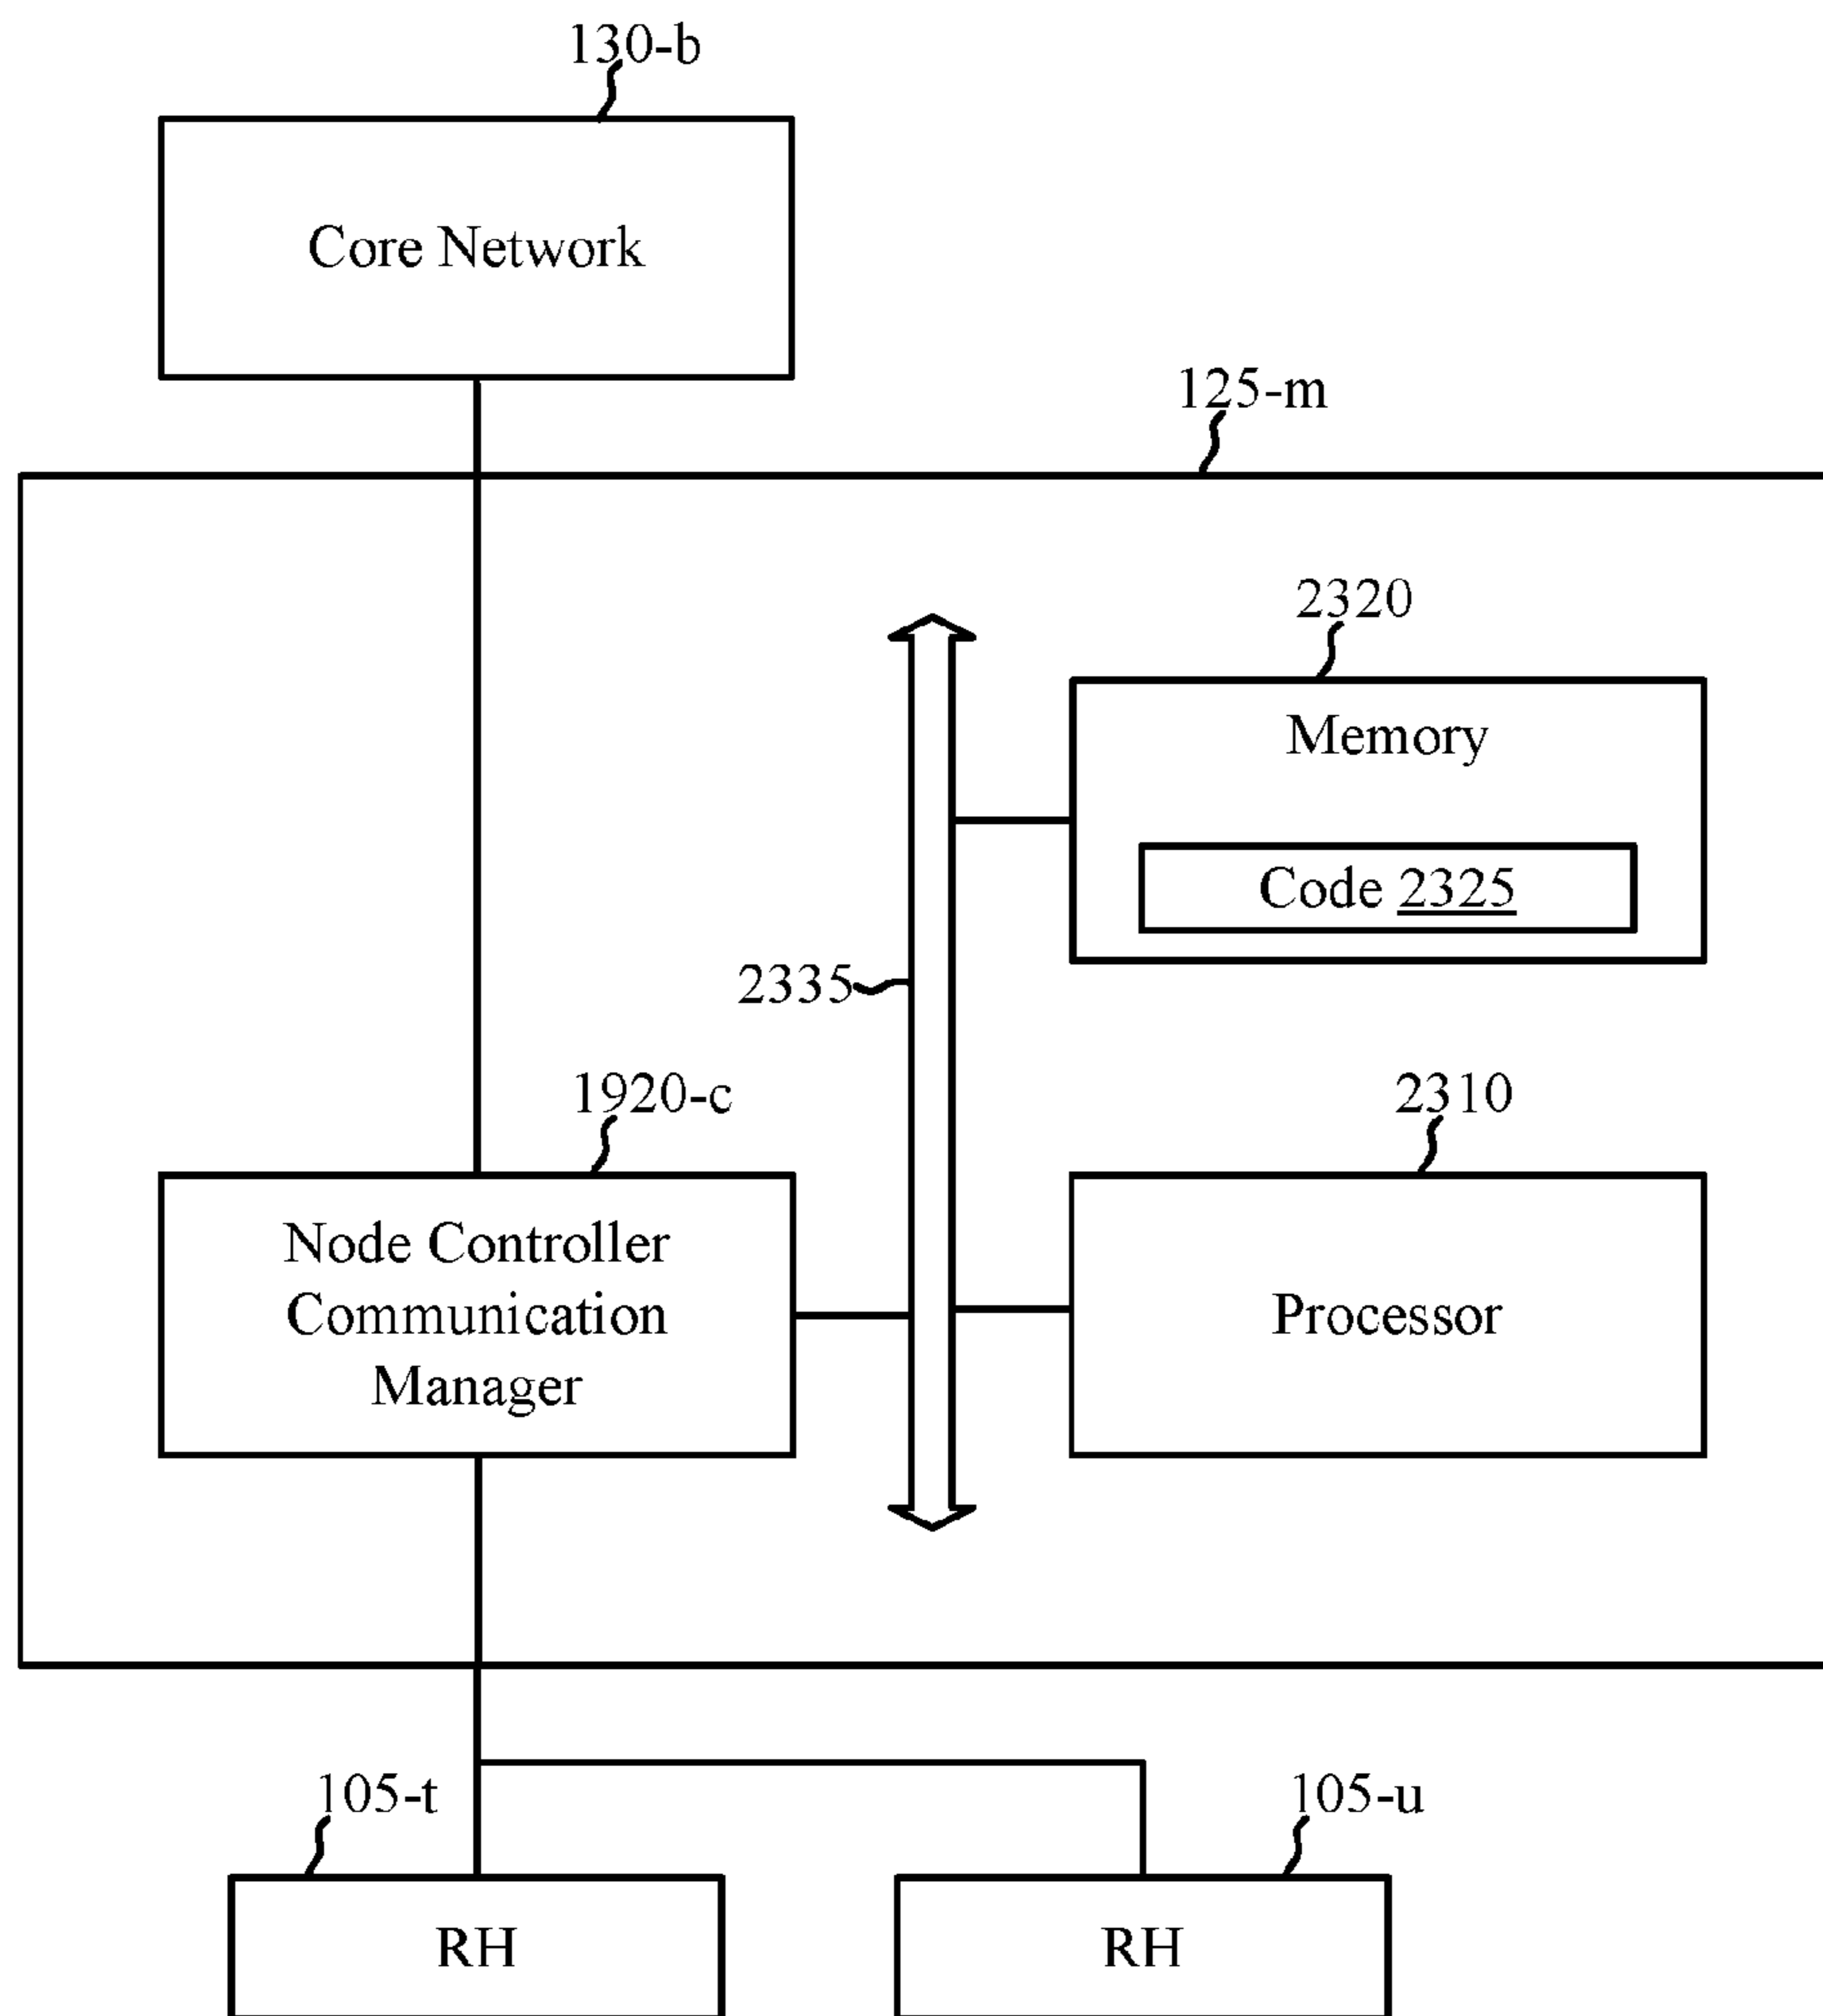 130-b
Core Network
125-m
2320
Memory
Code 2325
2335
1920-c
2310
Node Controller
Communication
Manager
Processor
105-t
105-u
RH
RH